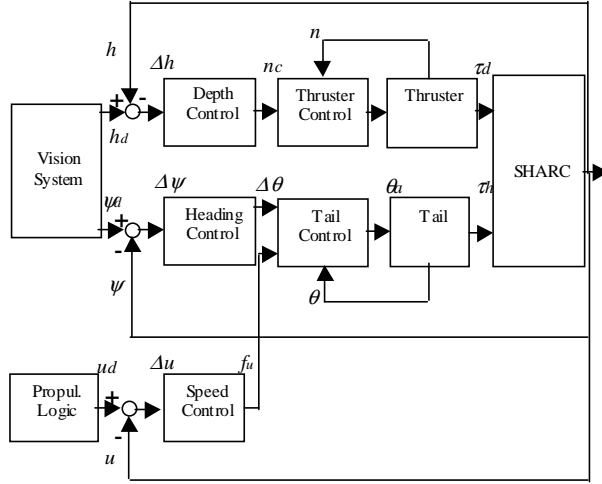 n
h
Δh
nc
τd
+
-
Depth
Control
Thruster
Control
Thruster
hd
Vision
System
SHARC
Δψ
Δθ
θa
τh
ψd
+
-
Heading
Control
Tail
Control
Tail
ψ
θ
ud
Δu
fu
Propul.
Logic
+
-
Speed
Control
u